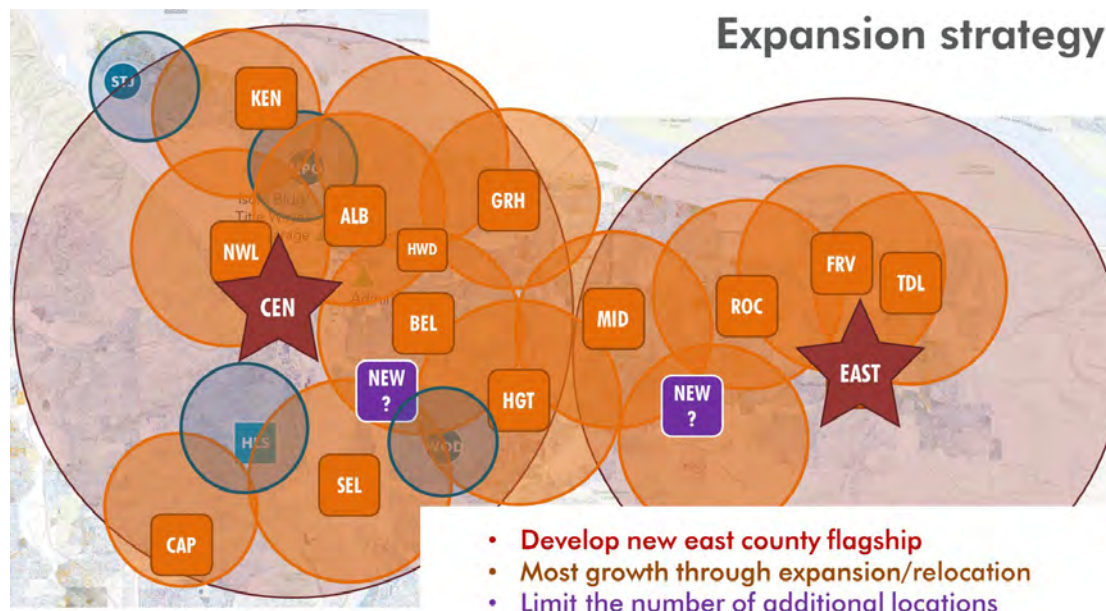 Expansion strategy
STJ
KEN
GRH
ALB
NWL
HWD
CEN
BEL
MID
ROC
FRV
TDL
EAST
NEW
?
NEW
?
HGT
HLS
SEL
CAP
• Develop new east county flagship
• Most growth through expansion/relocation
• Limit the number of additional locations